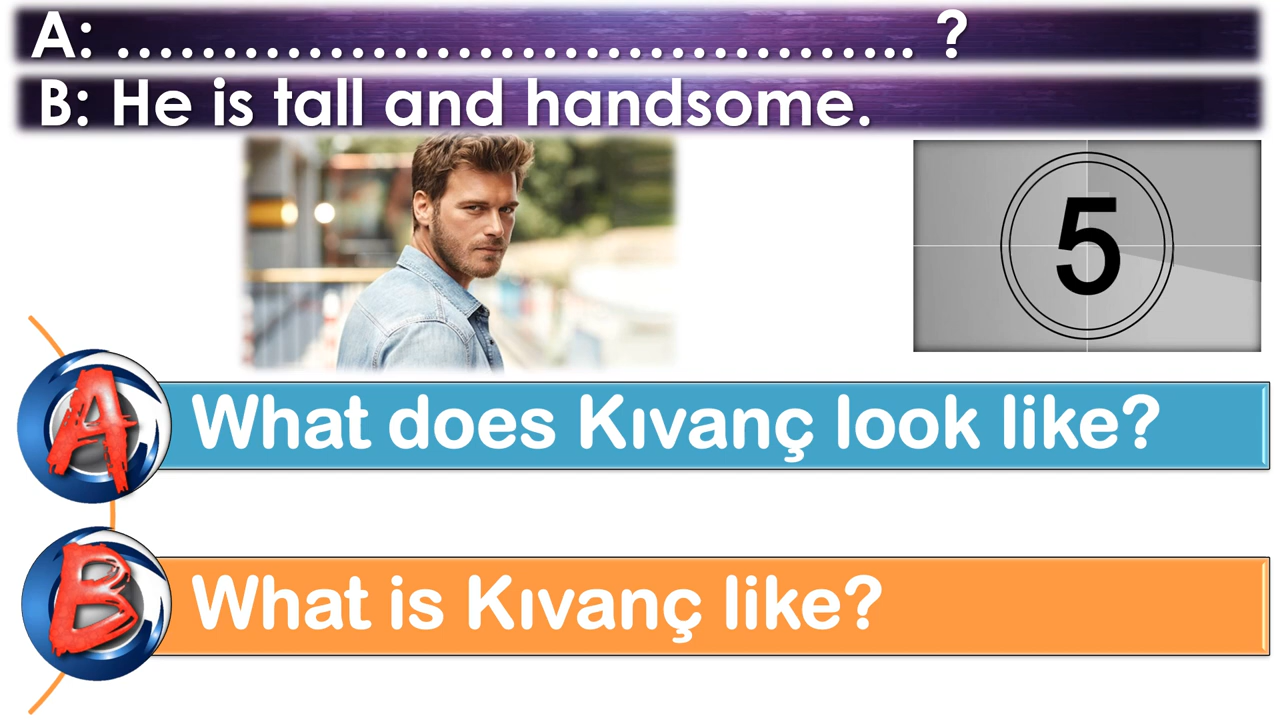 A: ………………………………….. ?
B: He is tall and handsome.
5
A What does Kıvanç look like?
B What is Kıvanç like?